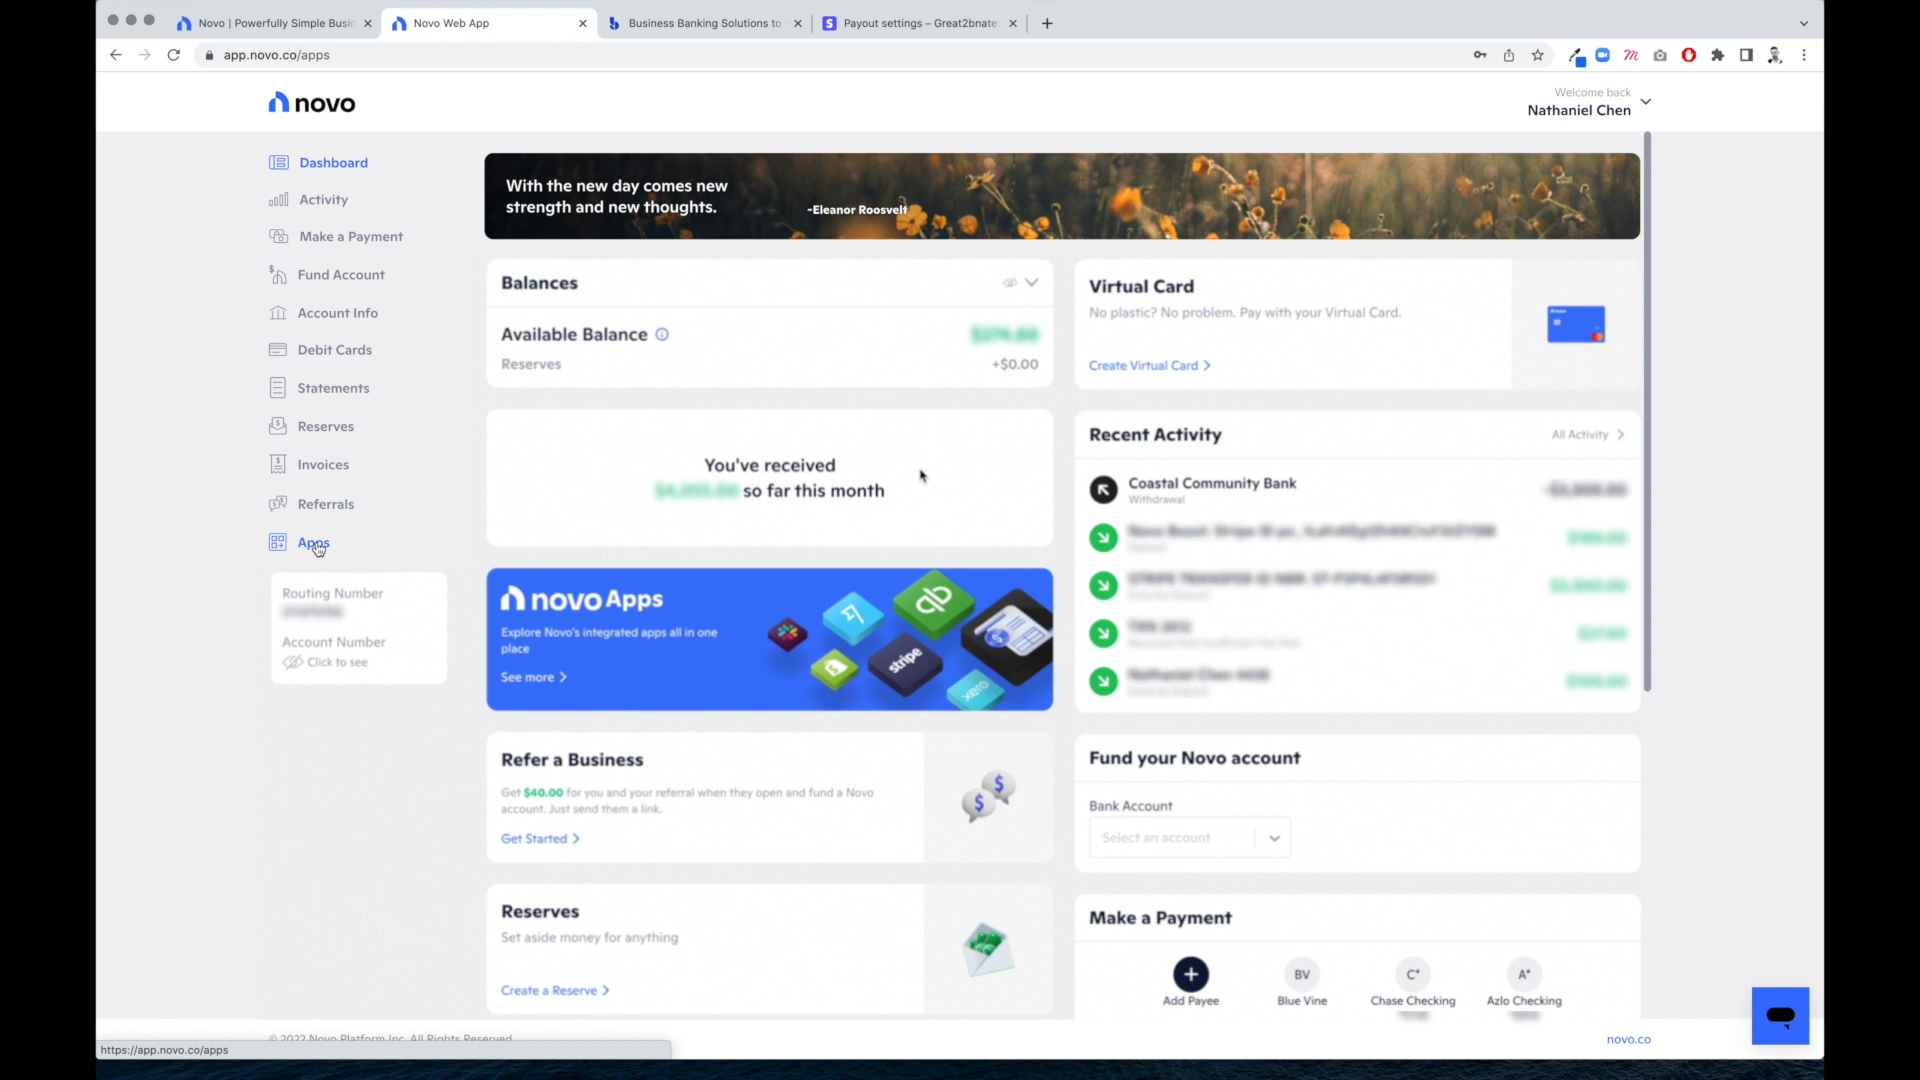 Novo | Powerfully Simple Busin
Novo Web App
Business Banking Solutions to
Payout settings – Great2bnate
app.novo.co/apps
novo
Welcome back
Nathaniel Chen
Dashboard
Activity
Make a Payment
Fund Account
Account Info
Debit Cards
Statements
Reserves
Invoices
Referrals
Apps
Routing Number
Account Number
Click to see
With the new day comes new
strength and new thoughts.
-Eleanor Roosvelt
Balances
Available Balance
Reserves +$0.00
You've received
so far this month
novo Apps
Explore Novo's integrated apps all in one
place
See more >
stripe
xero
Refer a Business
Get $40.00 for you and your referral when they open and fund a Novo
account. Just send them a link.
Get Started >
Reserves
Set aside money for anything
Create a Reserve >
Virtual Card
No plastic? No problem. Pay with your Virtual Card.
Create Virtual Card >
Recent Activity
All Activity >
Coastal Community Bank
Withdrawal
Fund your Novo account
Bank Account
Select an account
Make a Payment
BV C* A*
Add Payee Blue Vine Chase Checking Azlo Checking
© 2022 Novo Platform Inc. All Rights Reserved
novo.co
https://app.novo.co/apps